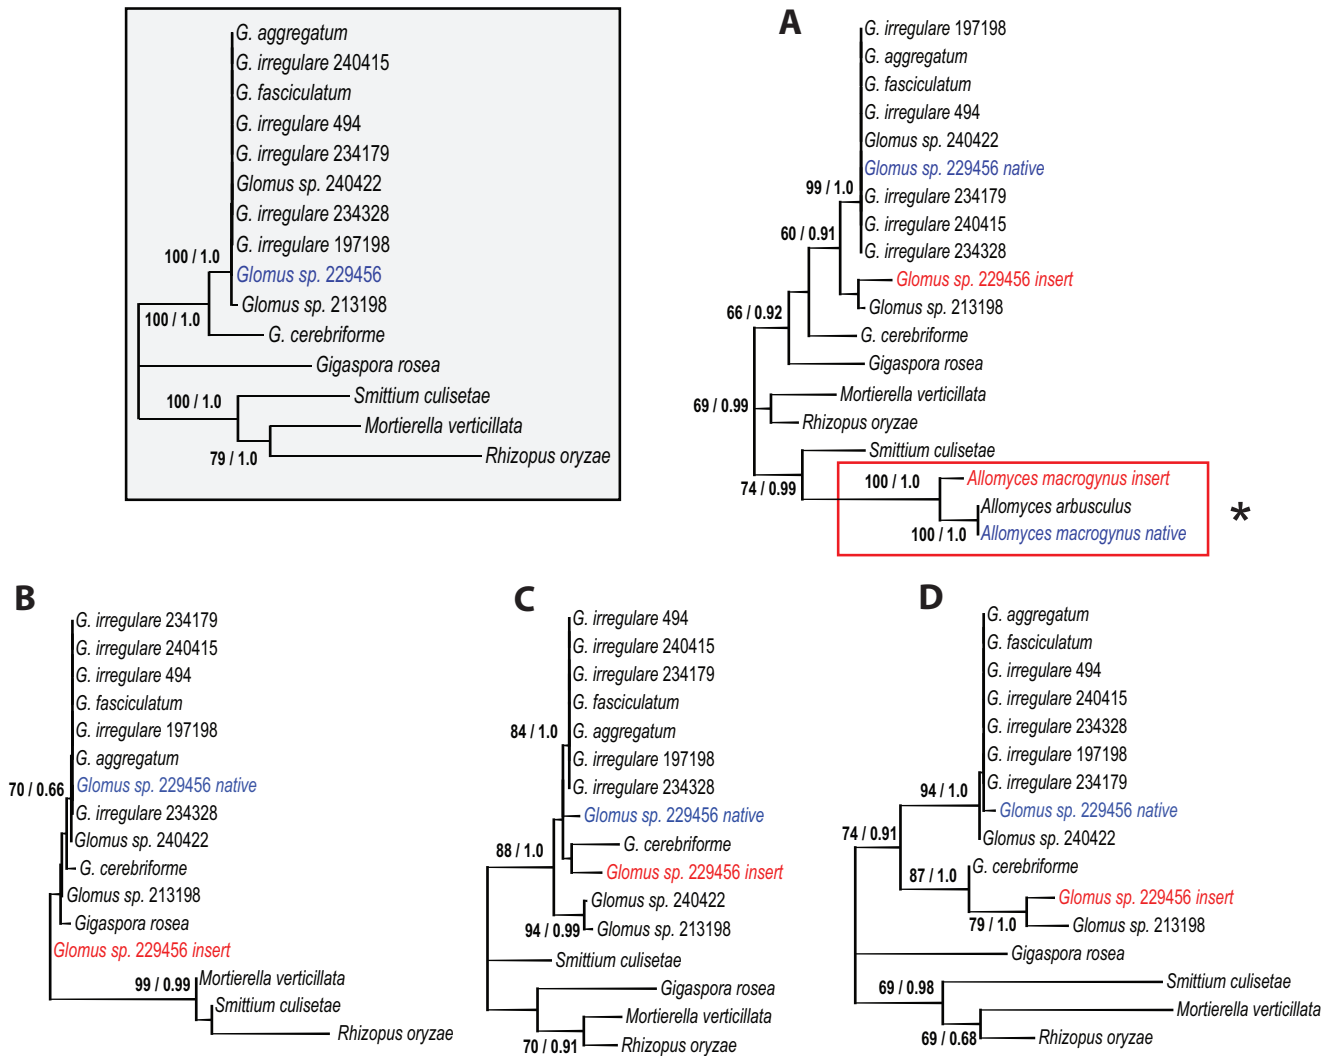 G. aggregatum
G. irregulare 240415
G. fasciculatum
G. irregulare 494
G. irregulare 234179
Glomus sp. 240422
G. irregulare 234328
G. irregulare 197198
100 / 1.0
Glomus sp. 229456
Glomus sp. 213198
100 / 1.0
G. cerebriforme
Gigaspora rosea
100 / 1.0
Smittium culisetae
Mortierella verticillata
79 / 1.0
Rhizopus oryzae
A
G. irregulare 197198
G. aggregatum
G. fasciculatum
G. irregulare 494
Glomus sp. 240422
Glomus sp. 229456 native
99 / 1.0
G. irregulare 234179
G. irregulare 240415
60 / 0.91
G. irregulare 234328
Glomus sp. 229456 insert
Glomus sp. 213198
66 / 0.92
G. cerebriforme
Gigaspora rosea
Mortierella verticillata
69 / 0.99
Rhizopus oryzae
Smittium culisetae
74 / 0.99
100 / 1.0
Allomyces macrogynus insert
Allomyces arbusculus
100 / 1.0
Allomyces macrogynus native
*
B
G. irregulare 234179
G. irregulare 240415
G. irregulare 494
G. fasciculatum
G. irregulare 197198
G. aggregatum
70 / 0.66
Glomus sp. 229456 native
G. irregulare 234328
Glomus sp. 240422
G. cerebriforme
Glomus sp. 213198
Gigaspora rosea
Glomus sp. 229456 insert
99 / 0.99
Mortierella verticillata
Smittium culisetae
Rhizopus oryzae
C
G. irregulare 494
G. irregulare 240415
G. irregulare 234179
G. fasciculatum
84 / 1.0
G. aggregatum
G. irregulare 197198
G. irregulare 234328
Glomus sp. 229456 native
G. cerebriforme
88 / 1.0
Glomus sp. 229456 insert
Glomus sp. 240422
94 / 0.99
Glomus sp. 213198
Smittium culisetae
Gigaspora rosea
Mortierella verticillata
70 / 0.91
Rhizopus oryzae
D
G. aggregatum
G. fasciculatum
G. irregulare 494
G. irregulare 240415
G. irregulare 234328
G. irregulare 197198
G. irregulare 234179
94 / 1.0
Glomus sp. 229456 native
74 / 0.91
Glomus sp. 240422
G. cerebriforme
87 / 1.0
Glomus sp. 229456 insert
79 / 1.0
Glomus sp. 213198
Gigaspora rosea
69 / 0.98
Smittium culisetae
Mortierella verticillata
69 / 0.68
Rhizopus oryzae